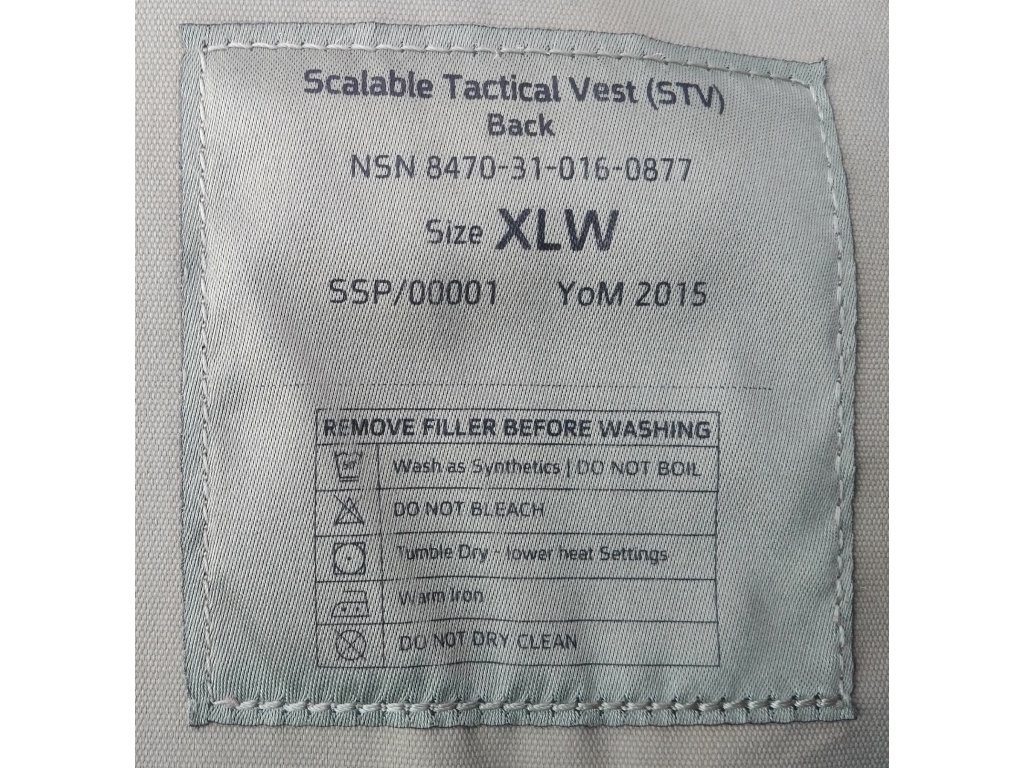 Scalable Tactical Vest (STV)
Back
NSN 8470-31-016-0877
Size XLW
SSP/00001 YoM 2015
REMOVE FILLER BEFORE WASHING
Wash as Synthetics | DO NOT BOIL
DO NOT BLEACH
Tumble Dry - lower heat Settings
Warm Iron
DO NOT DRY CLEAN